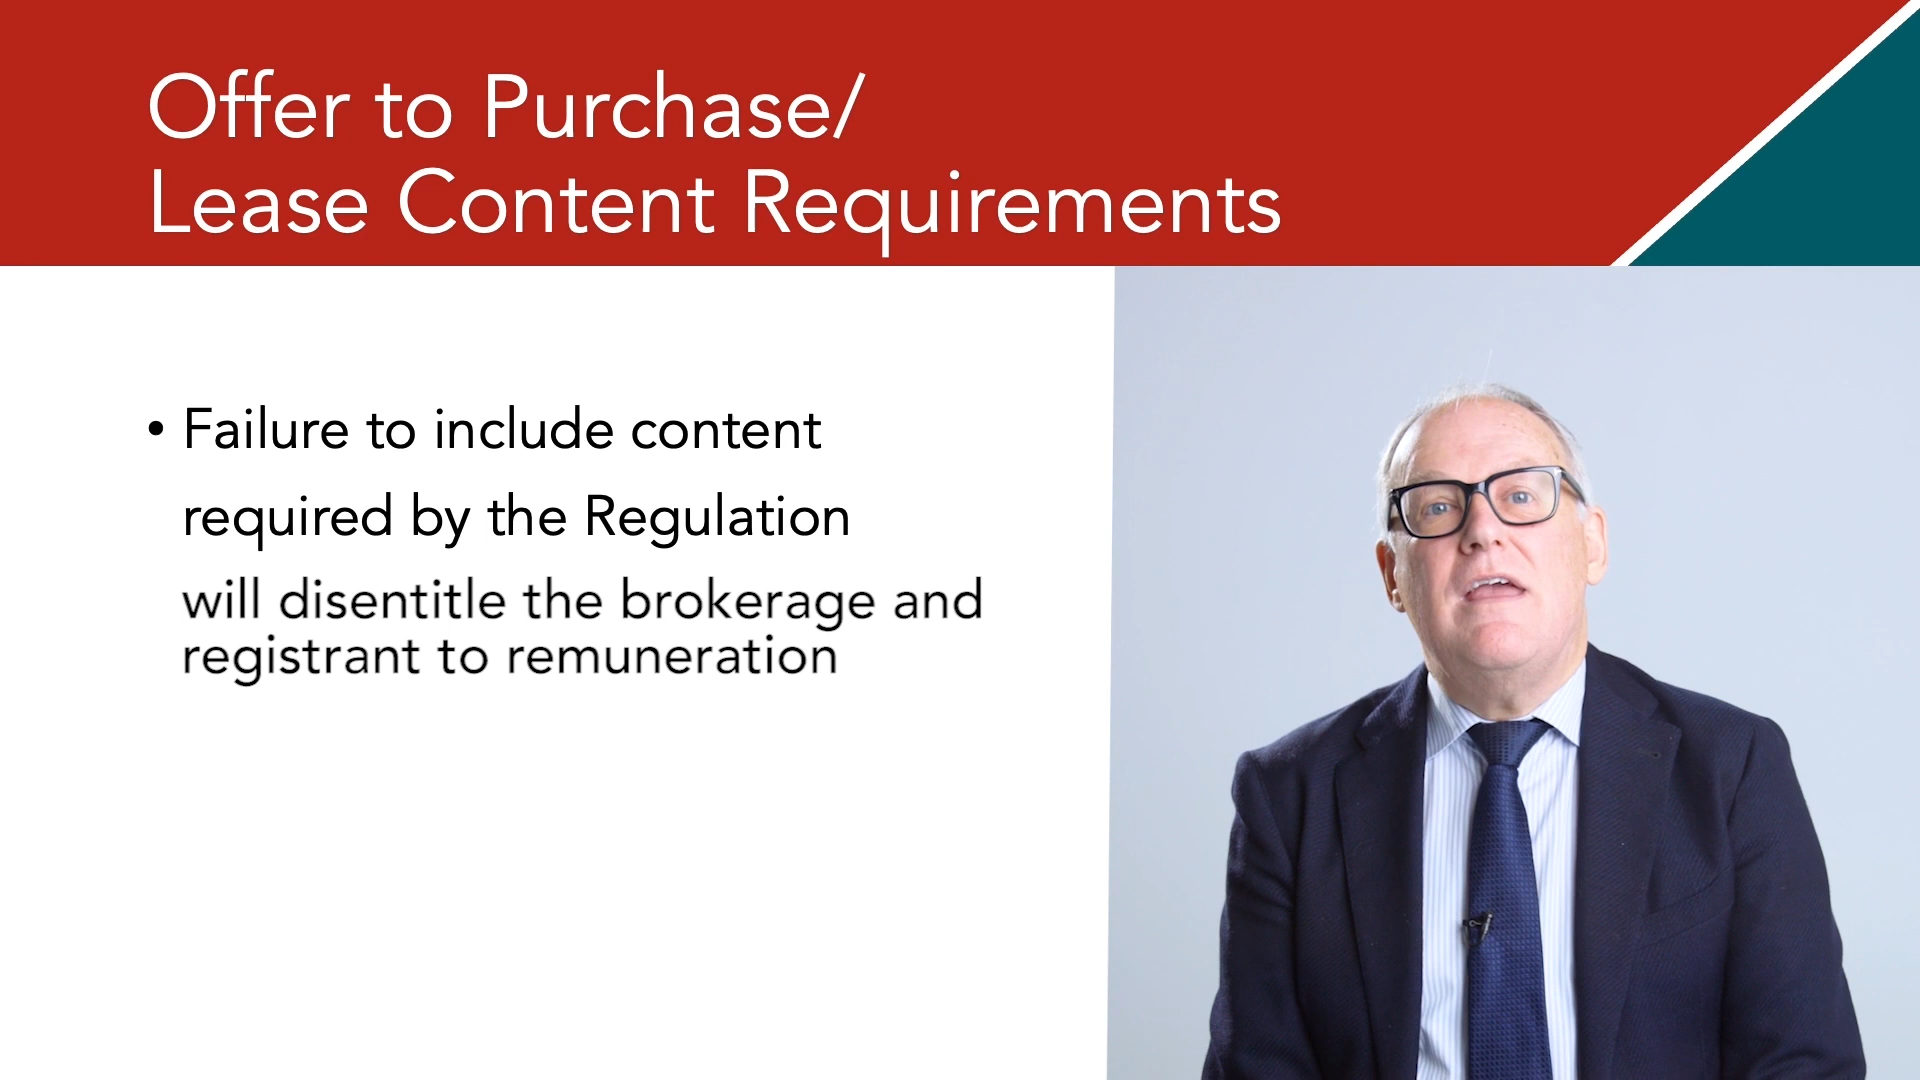 Offer to Purchase/
Lease Content Requirements
• Failure to include content
required by the Regulation
will disentitle the brokerage and
registrant to remuneration